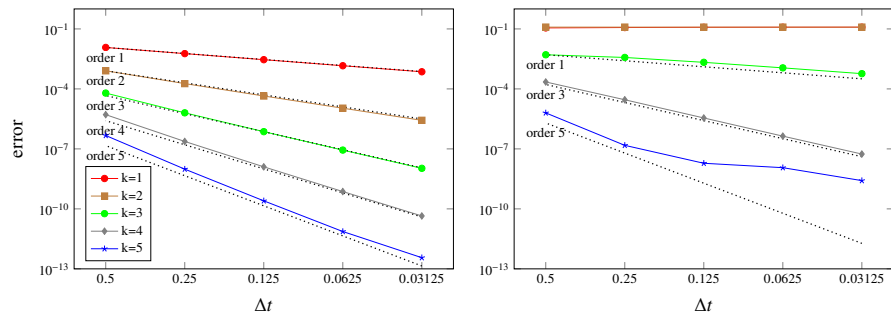 error
10^{-1}
10^{-4}
10^{-7}
10^{-10}
10^{-13}
order 1
order 2
order 3
order 4
order 5
k=1
k=2
k=3
k=4
k=5
0.5 0.25 0.125 0.0625 0.03125
Δt
10^{-1}
10^{-4}
10^{-7}
10^{-10}
10^{-13}
order 1
order 3
order 5
0.5 0.25 0.125 0.0625 0.03125
Δt